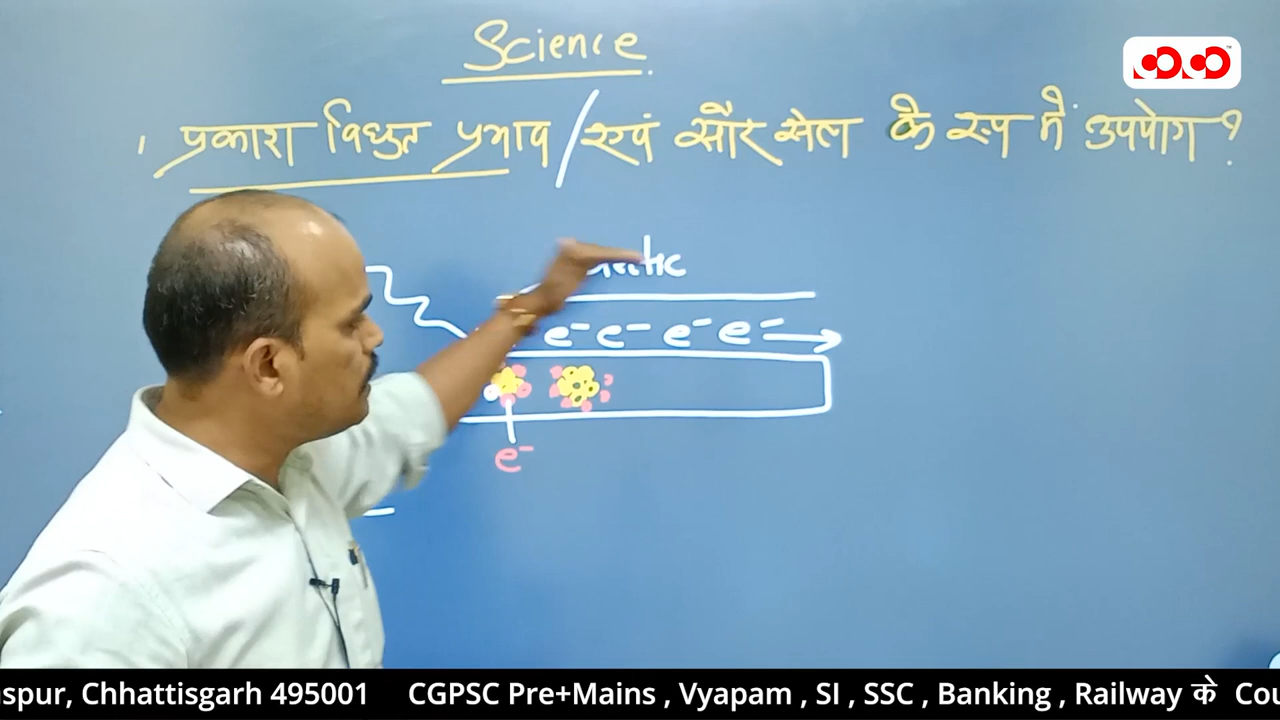 Science
प्रकाश विधुत प्रभाव / एवं सौर सेल के रूप में उपयोग ?
e⁻ e⁻ e⁻ e⁻
e⁻
spur, Chhattisgarh 495001 CGPSC Pre+Mains , Vyapam , SI , SSC , Banking , Railway के Cou